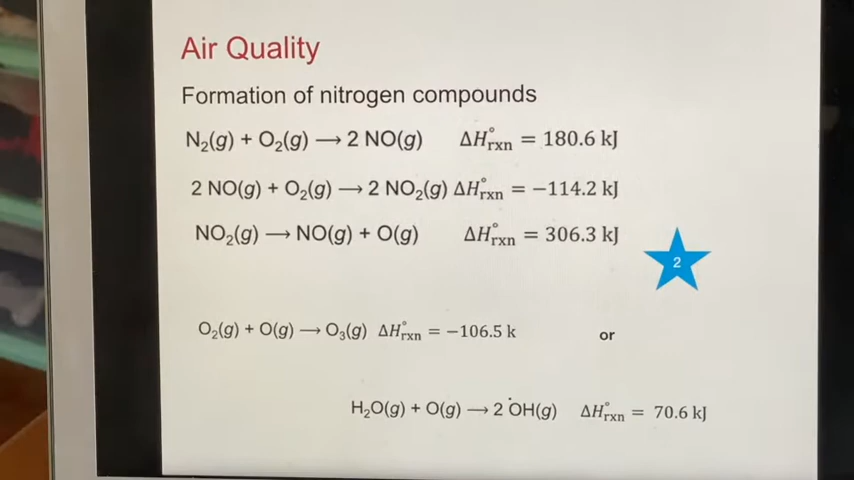 Air Quality
Formation of nitrogen compounds
N₂(g) + O₂(g) → 2 NO(g) ΔH°rxn = 180.6 kJ
2 NO(g) + O₂(g) → 2 NO₂(g) ΔH°rxn = −114.2 kJ
NO₂(g) → NO(g) + O(g) ΔH°rxn = 306.3 kJ
2
O₂(g) + O(g) → O₃(g) ΔH°rxn = −106.5 k
or
H₂O(g) + O(g) → 2 ȮH(g) ΔH°rxn = 70.6 kJ